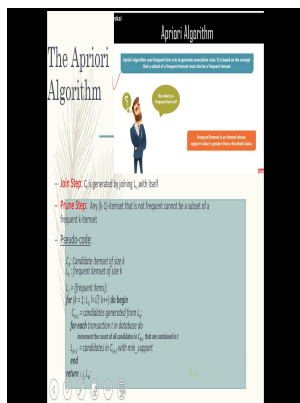 eka!
Apriori Algorithm
Apriori algorithm uses frequent item sets to generate association rules. It is based on the concept
that a subset of a frequent itemset must also be a frequent itemset.
The Apriori
Algorithm
But what is a
frequent item set?
Frequent Itemset is an itemset whose
support value is greater than a threshold value.
– Join Step: Cₖ is generated by joining Lₖ with itself
– Prune Step: Any (k-1)-itemset that is not frequent cannot be a subset of a
frequent k-itemset
– Pseudo-code:
Cₖ: Candidate itemset of size k
Lₖ : frequent itemset of size k
L₁ = {frequent items};
for (k = 1; Lₖ !=∅; k++) do begin
Cₖ₊₁ = candidates generated from Lₖ;
for each transaction t in database do
increment the count of all candidates in Cₖ₊₁ that are contained in t
Lₖ₊₁ = candidates in Cₖ₊₁ with min_support
end
return ∪ₖ Lₖ;